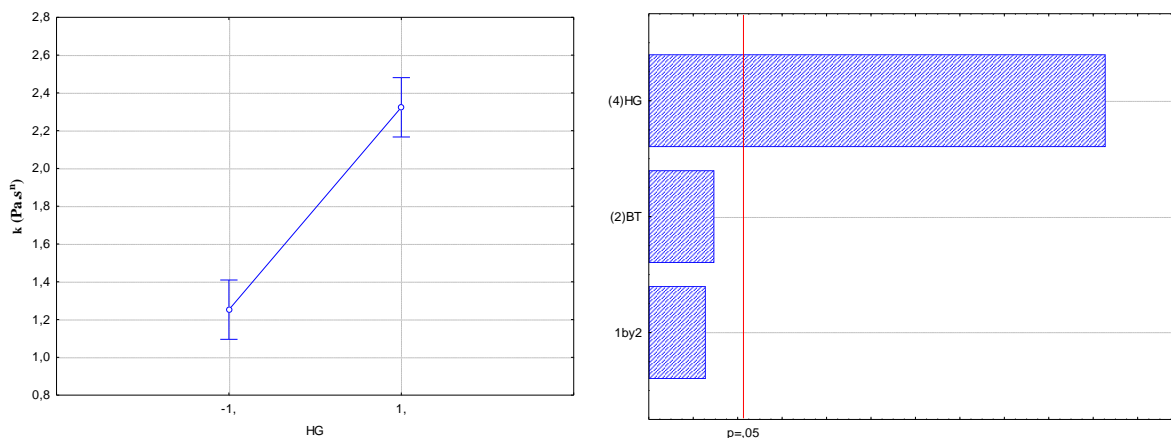 2,8
2,6
2,4
2,2
2,0
1,8
1,6
1,4
1,2
1,0
0,8
k (Pa.sⁿ)
-1,
1,
HG
(4)HG
(2)BT
1by2
p=,05